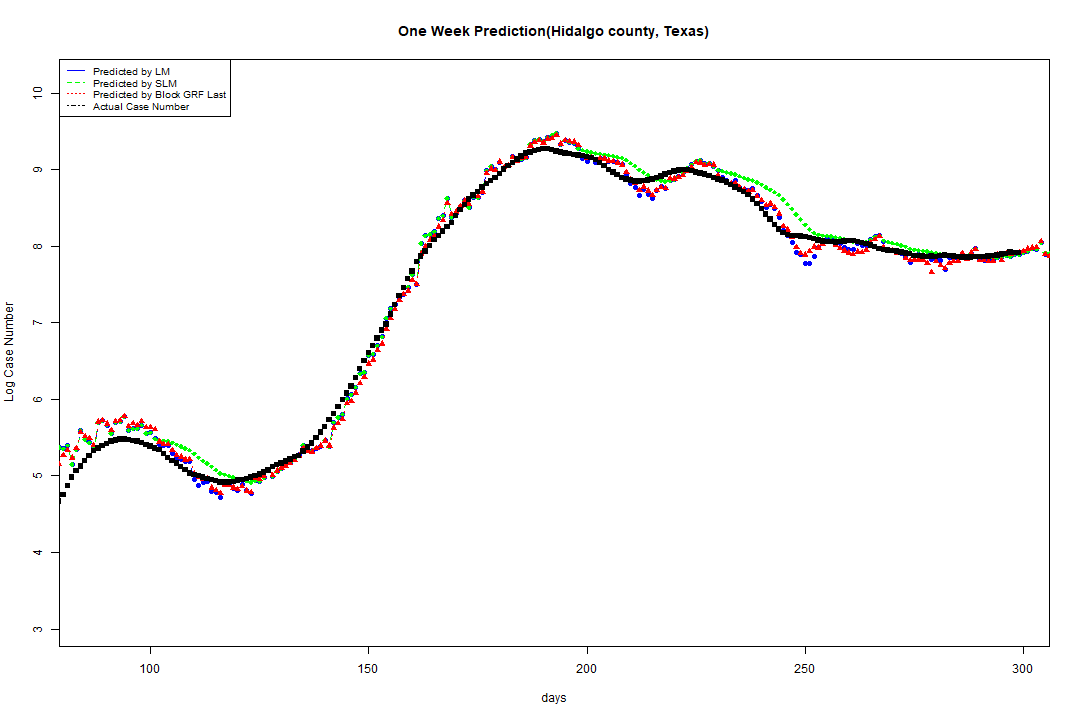 One Week Prediction(Hidalgo county, Texas)
Predicted by LM
Predicted by SLM
Predicted by Block GRF Last
Actual Case Number
10
9
8
7
6
5
4
3
Log Case Number
100 150 200 250 300
days